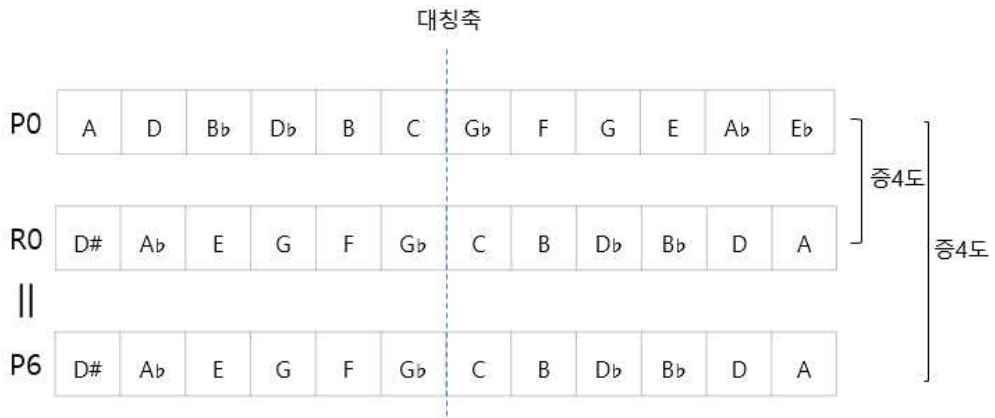 대칭축
P0 A D B♭ D♭ B C G♭ F G E A♭ E♭
증4도
R0 D# A♭ E G F G♭ C B D♭ B♭ D A
증4도
||
P6 D# A♭ E G F G♭ C B D♭ B♭ D A